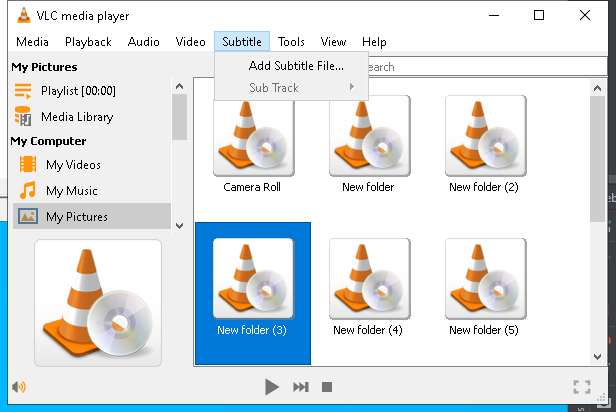 VLC media player
Media Playback Audio Video Subtitle Tools View Help
My Pictures
Playlist [00:00]
Media Library
My Computer
My Videos
My Music
My Pictures
Add Subtitle File...
Sub Track
earch
Camera Roll
New folder
New folder (2)
New folder (3)
New folder (4)
New folder (5)